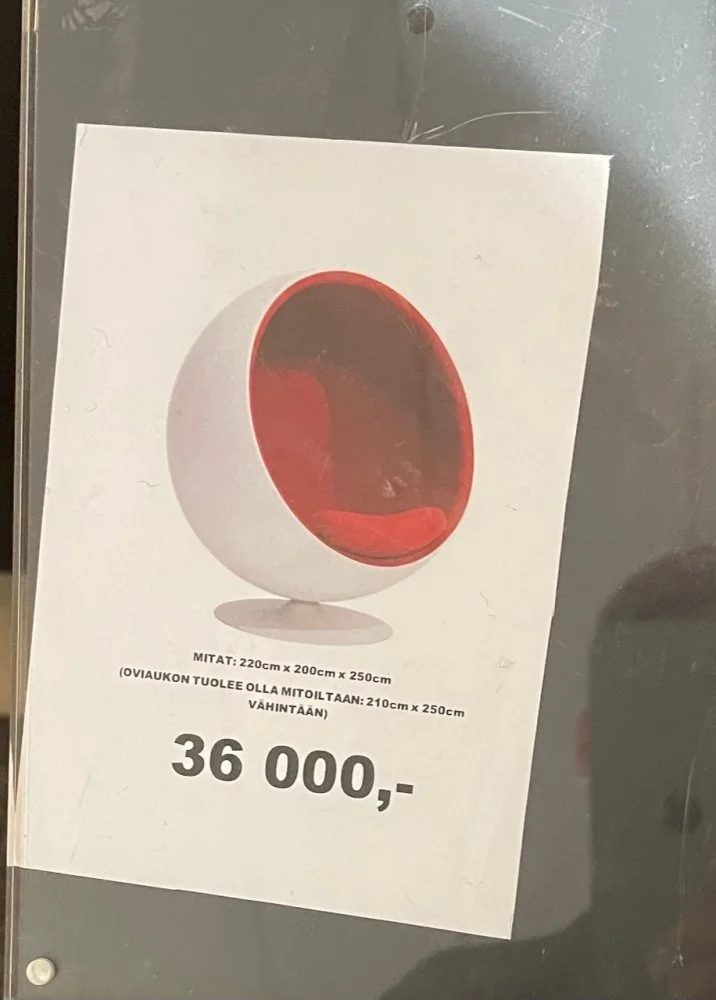 MITAT: 220cm x 200cm x 250cm
(OVIAUKON TUOLEE OLLA MITOILTAAN: 210cm x 250cm
VÄHINTÄÄN)
36 000,-